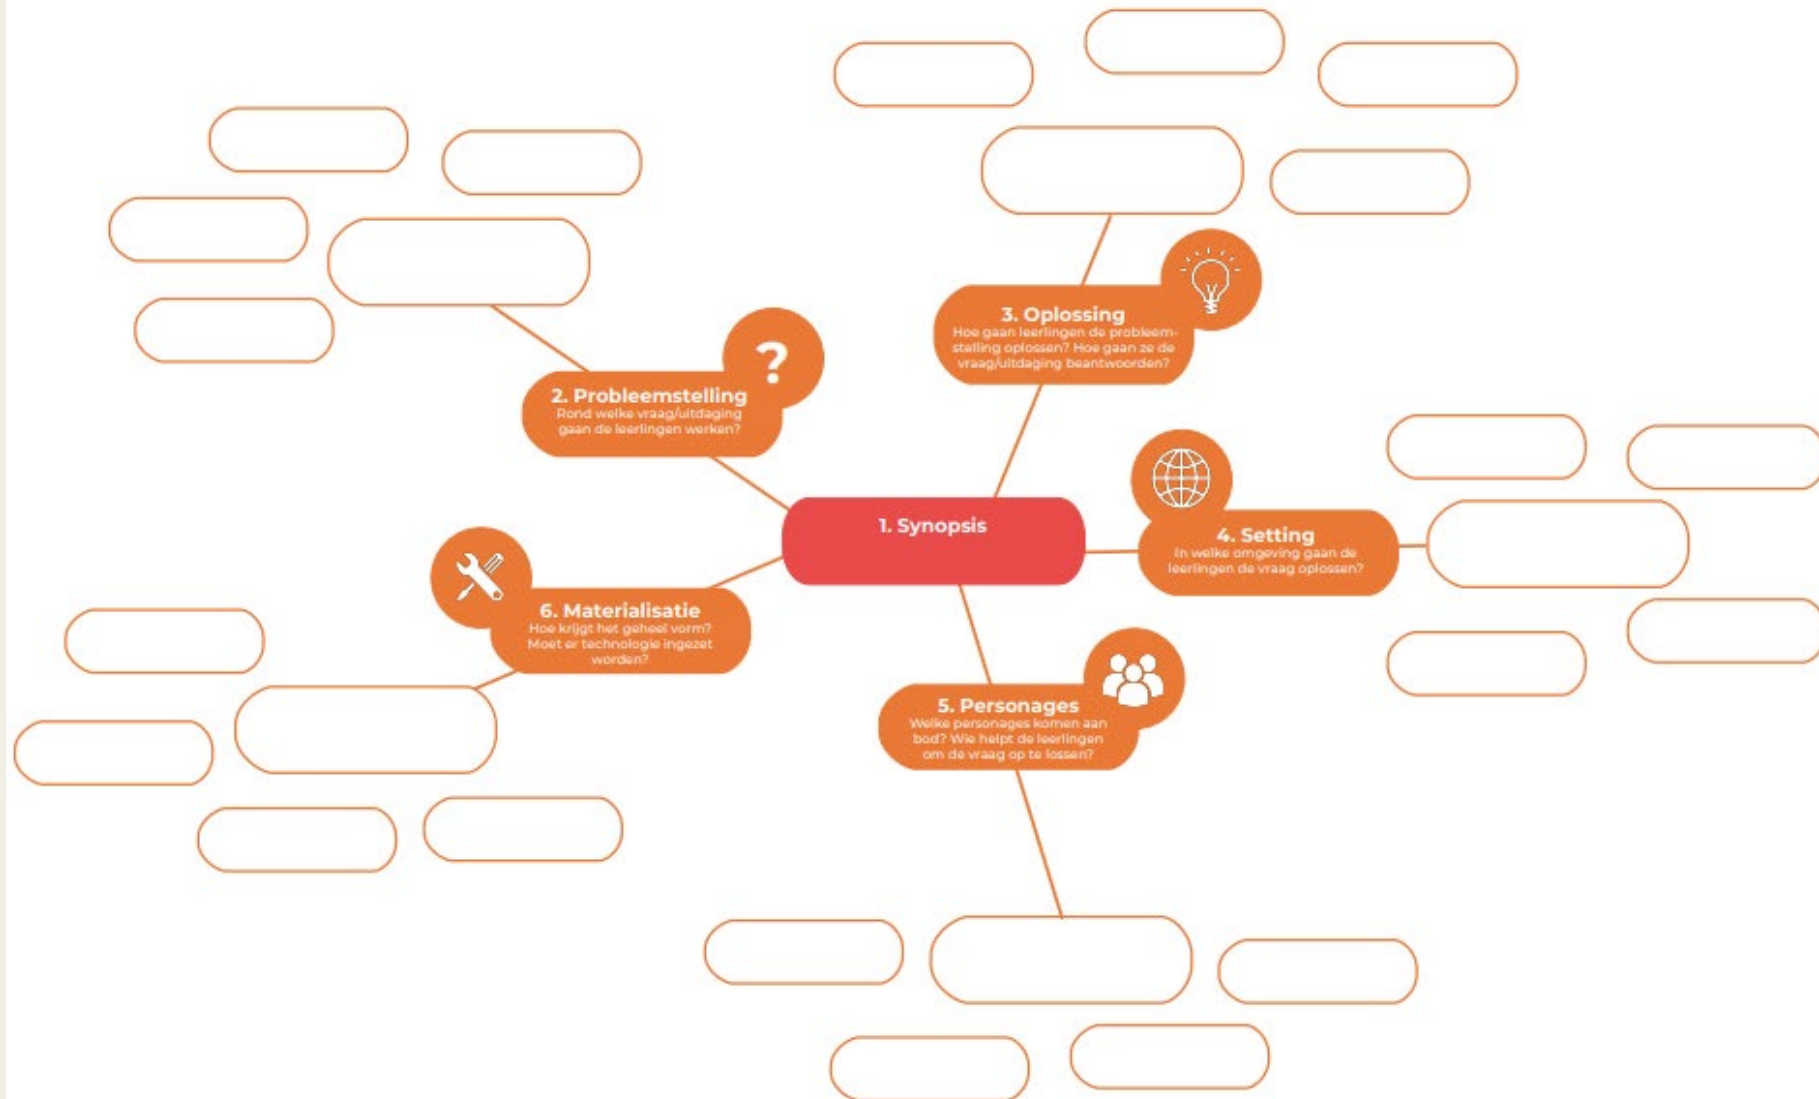 1. Synopsis
2. Probleemstelling
Rond welke vraag/uitdaging
gaan de leerlingen werken?
?
3. Oplossing
Hoe gaan leerlingen de probleem-
stelling oplossen? Hoe gaan ze de
vraag/uitdaging beantwoorden?
4. Setting
In welke omgeving gaan de
leerlingen de vraag oplossen?
5. Personages
Welke personages komen aan
bod? Wie helpt de leerlingen
om de vraag op te lossen?
6. Materialisatie
Hoe krijgt het geheel vorm?
Moet er technologie ingezet
worden?